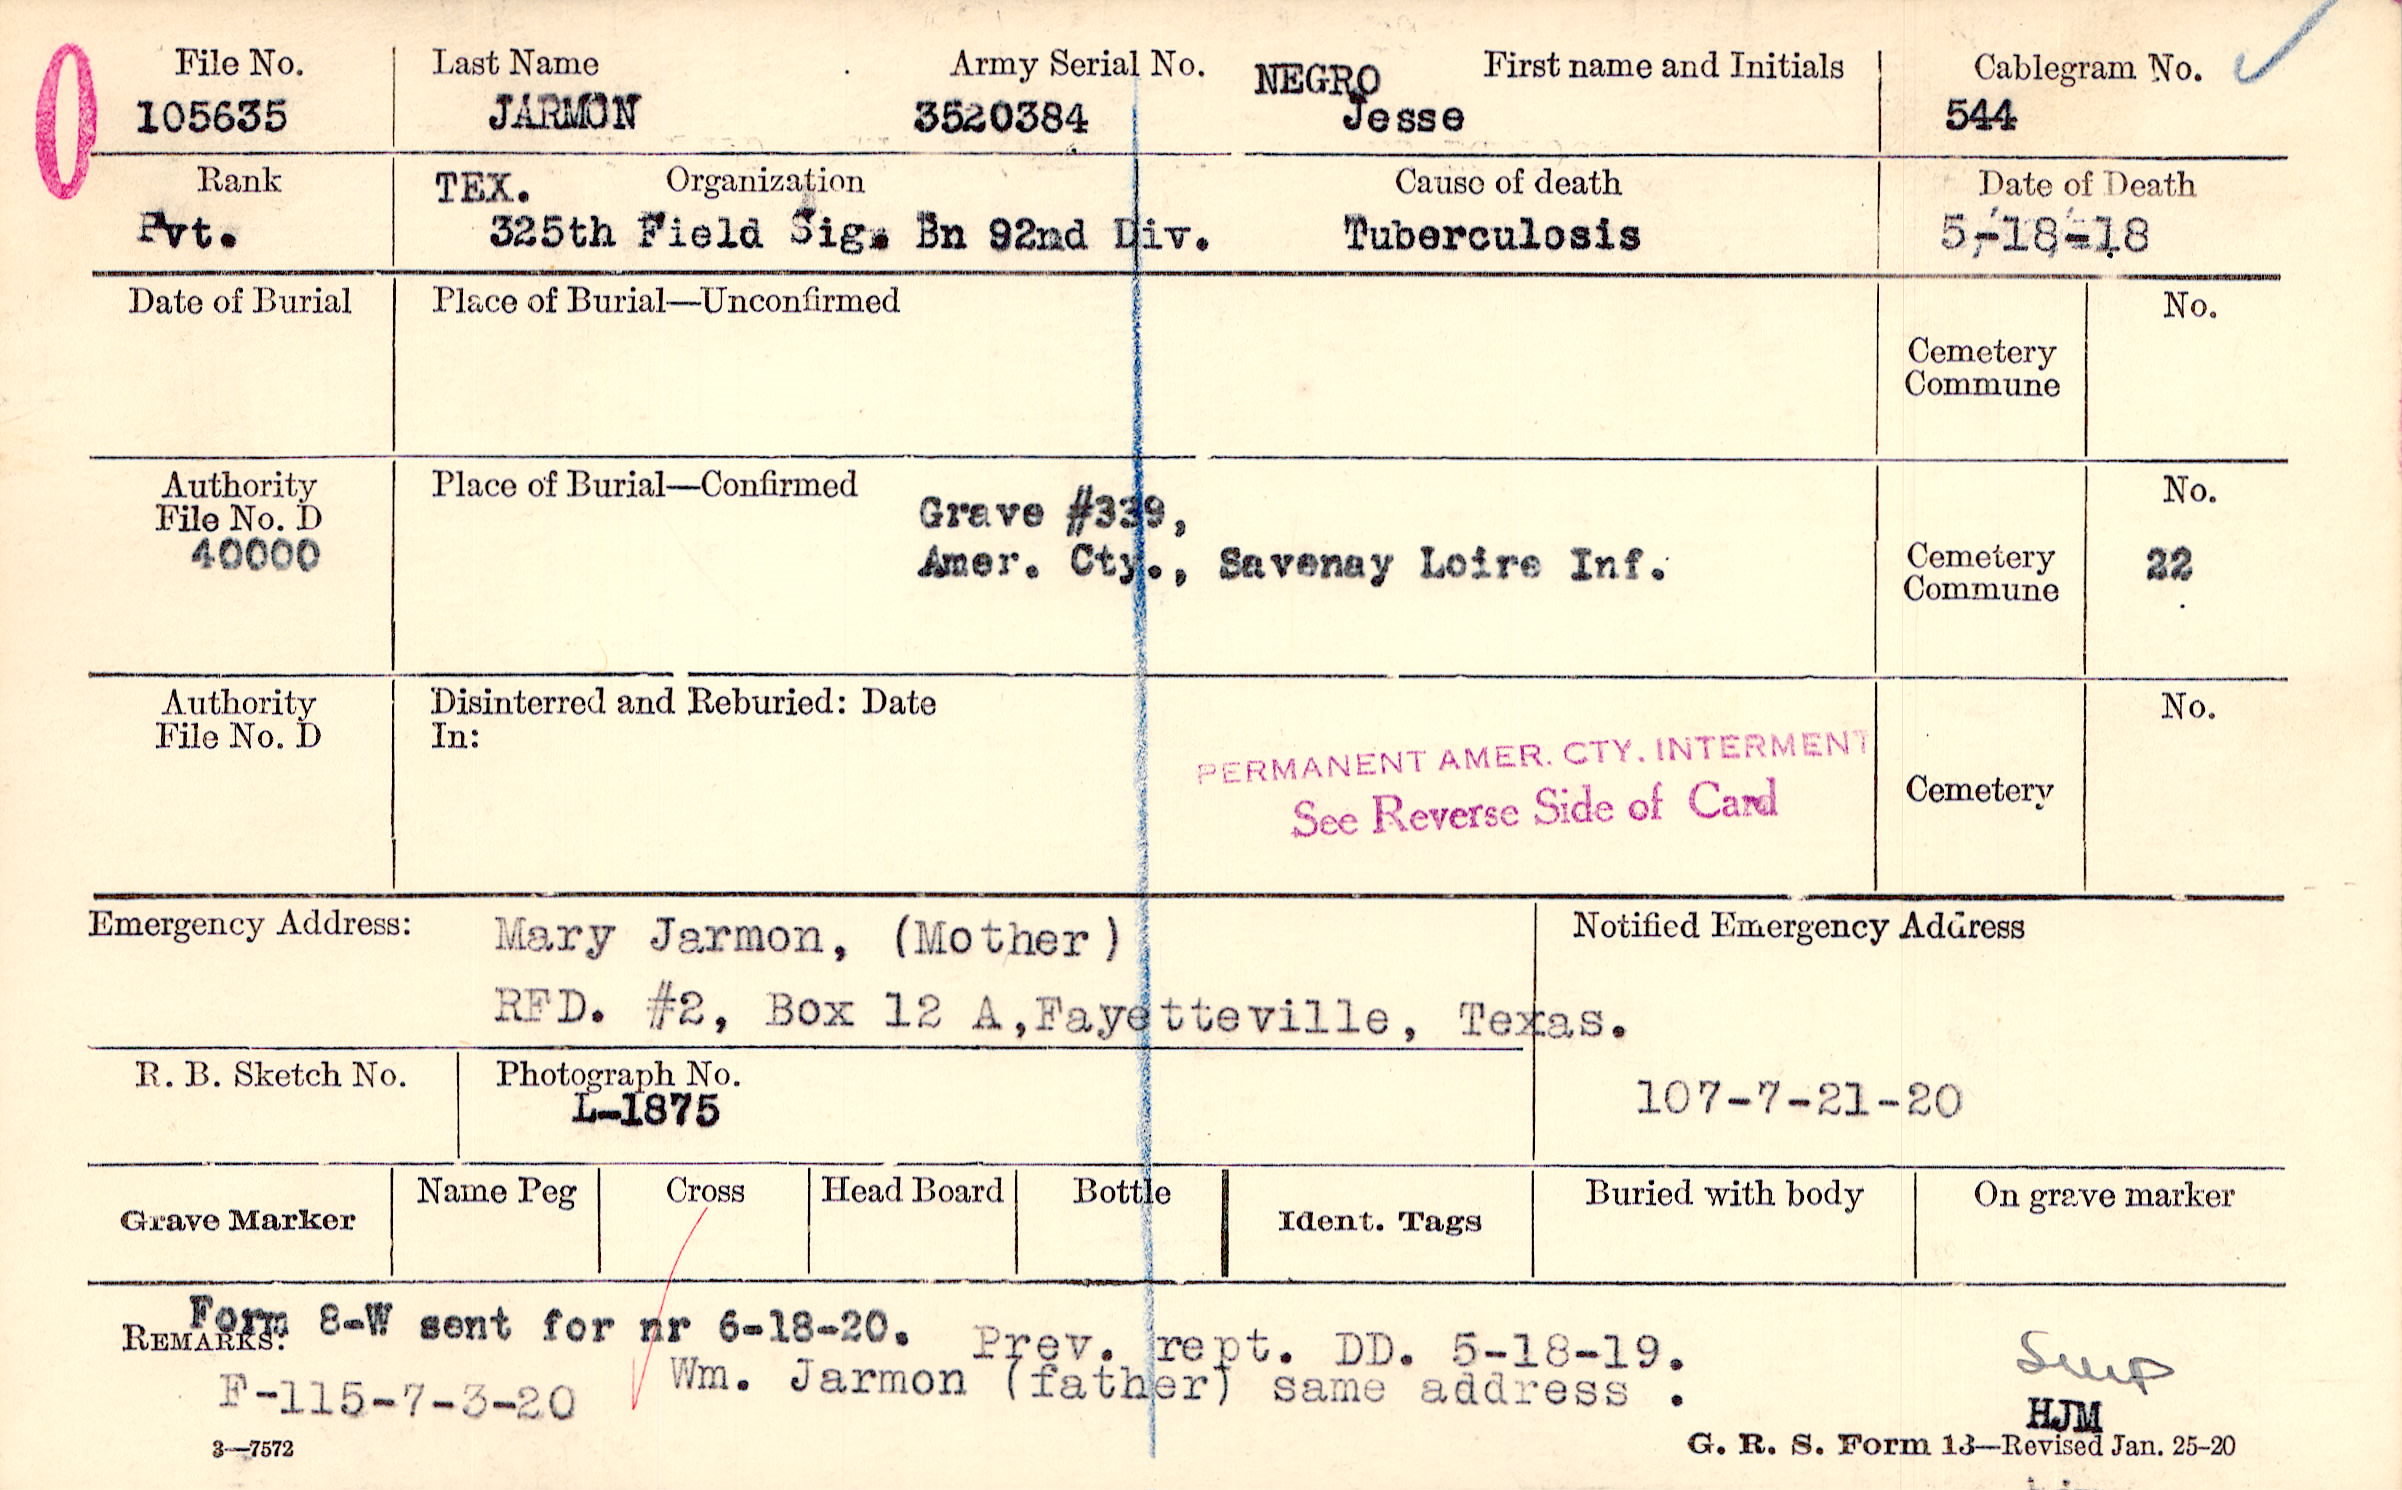 File No. Last Name Army Serial No. NEGRO First name and Initials Cablegram No.
105635 JARMON 3520384 Jesse 544
Rank TEX. Organization Cause of death Date of Death
Pvt. 325th Field Sig. Bn 92nd Div. Tuberculosis 5-18-18
Date of Burial Place of Burial—Unconfirmed No.
Cemetery
Commune
Authority Place of Burial—Confirmed No.
File No. D Grave #339,
40000 Amer. Cty., Savenay Loire Inf. Cemetery 22
Commune
Authority Disinterred and Reburied: Date No.
File No. D In:
PERMANENT AMER. CTY. INTERMENT
See Reverse Side of Card
Cemetery
Emergency Address: Mary Jarmon, (Mother) Notified Emergency Address
RFD. #2, Box 12 A,Fayetteville, Texas.
R. B. Sketch No. Photograph No.
L-1875 107-7-21-20
Grave Marker Name Peg Cross Head Board Bottle Ident. Tags Buried with body On grave marker
Form 8-W sent for nr 6-18-20. Prev. rept. DD. 5-18-19.
REMARKS:
Wm. Jarmon (father) same address .
F-115-7-3-20
HJM
3—7572 G. R. S. Form 13—Revised Jan. 25-20